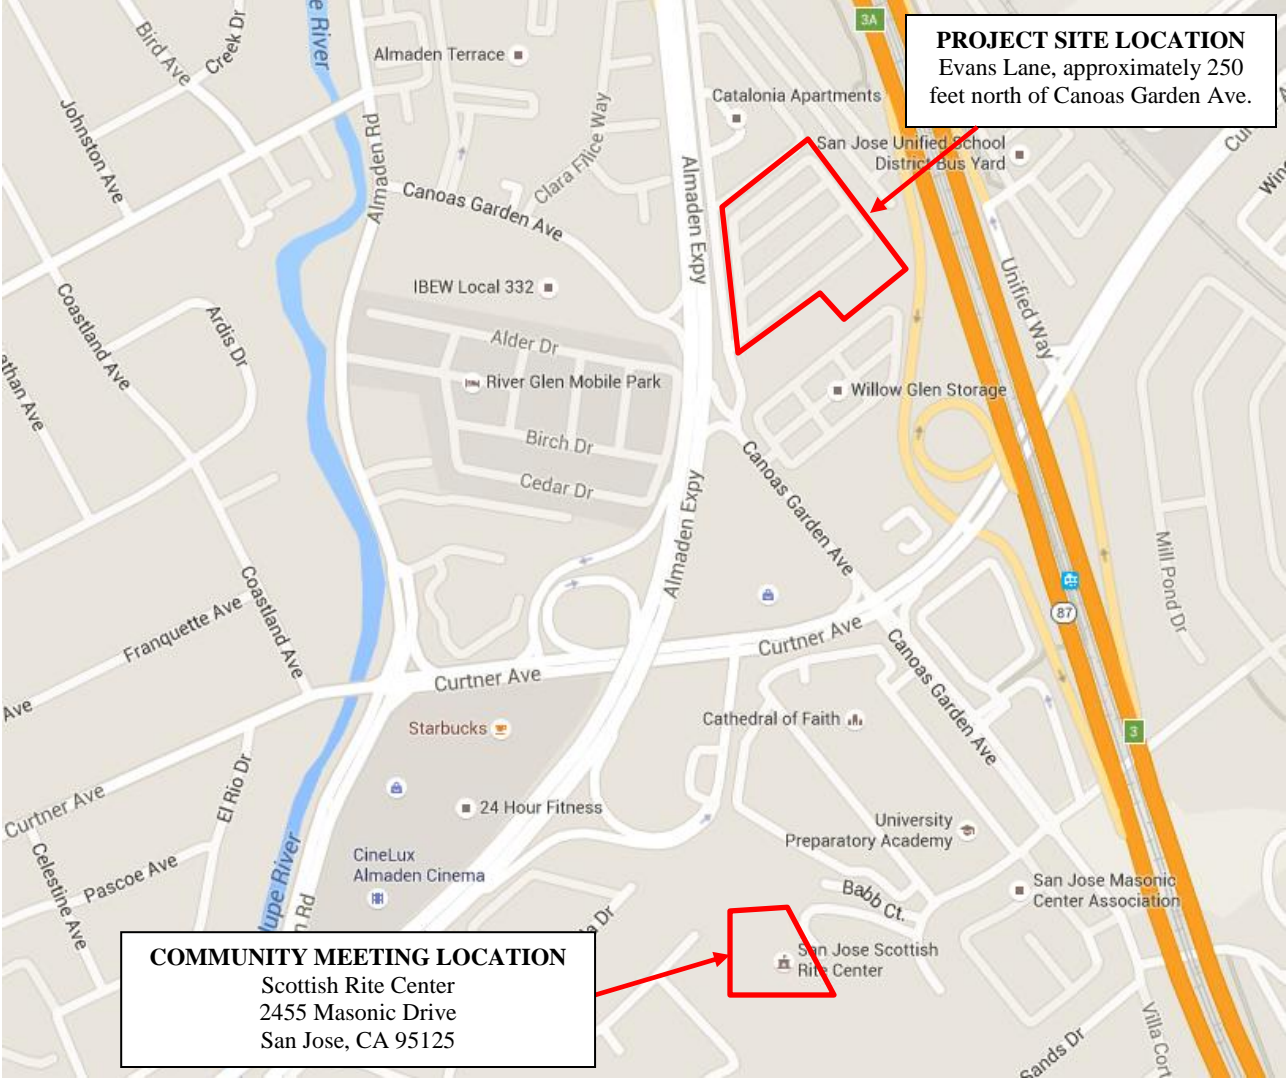 PROJECT SITE LOCATION
Evans Lane, approximately 250
feet north of Canoas Garden Ave.
3A
Bird Ave
Creek Dr
River
Almaden Terrace
Johnston Ave
Almaden Rd
Clara Filice Way
Catalonia Apartments
San Jose Unified School
District Bus Yard
Canoas Garden Ave
Almaden Expy
IBEW Local 332
Unified Way
Coastland Ave
Ardis Dr
Alder Dr
River Glen Mobile Park
Willow Glen Storage
Birch Dr
Cedar Dr
Canoas Garden Ave
Almaden Expy
Mill Pond Dr
87
Coastland Ave
Franquette Ave
Curtner Ave
Canoas Garden Ave
Curtner Ave
Ave
Starbucks
Cathedral of Faith
3
El Rio Dr
Curtner Ave
24 Hour Fitness
University
Preparatory Academy
Celestine Ave
Pascoe Ave
CineLux
Almaden Cinema
Babb Ct.
San Jose Masonic
Center Association
San Jose Scottish
Rite Center
COMMUNITY MEETING LOCATION
Scottish Rite Center
2455 Masonic Drive
San Jose, CA 95125
Sands Dr
Villa Cort